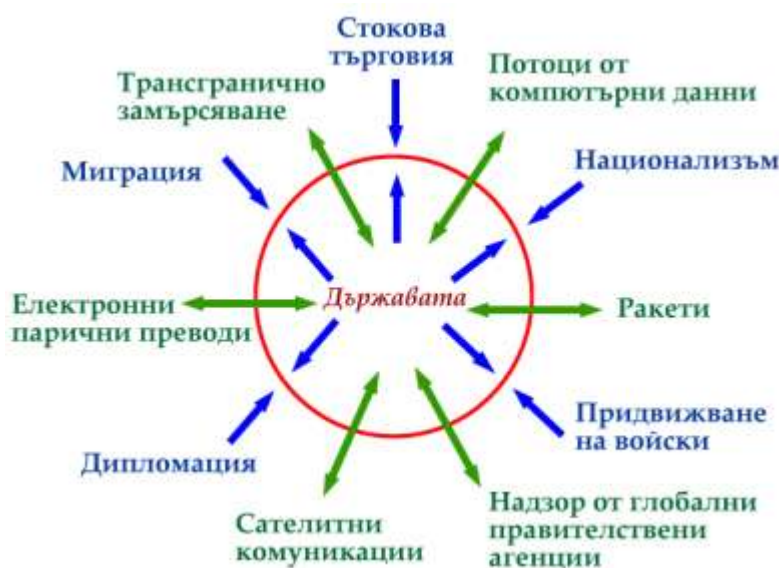 Стокова
търговия
Трансгранично
замърсяване
Потоци от
компютърни данни
Миграция
Национализъм
Електронни
парични преводи
Държавата
Ракети
Дипломация
Придвижване
на войски
Сателитни
комуникации
Надзор от глобални
правителствени
агенции